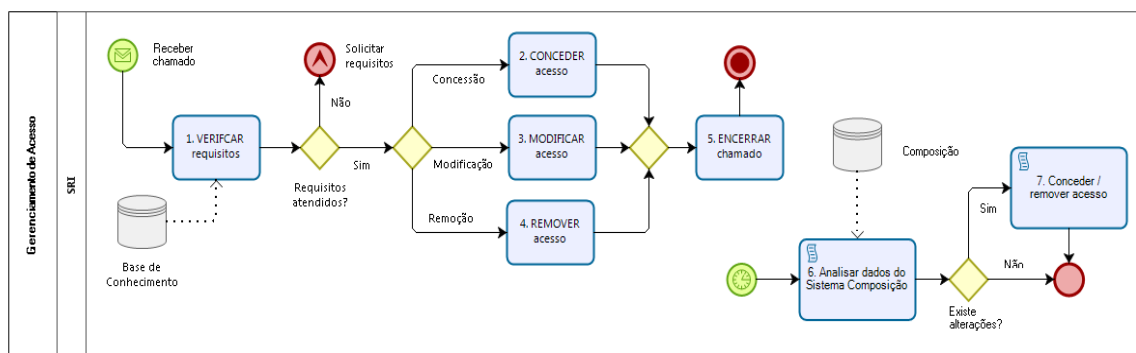 Gerenciamento de Acesso
SRI
Receber
chamado
1. VERIFCAR
requisitos
Base de
Conhecimento
Requisitos
atendidos?
Não
Solicitar
requisitos
Sim
Concessão
Modificação
Remoção
2. CONCEDER
acesso
3. MODIFICAR
acesso
4. REMOVER
acesso
5. ENCERRAR
chamado
Composição
6. Analisar dados do
Sistema Composição
Existe
alterações?
Sim
Não
7. Conceder /
remover acesso